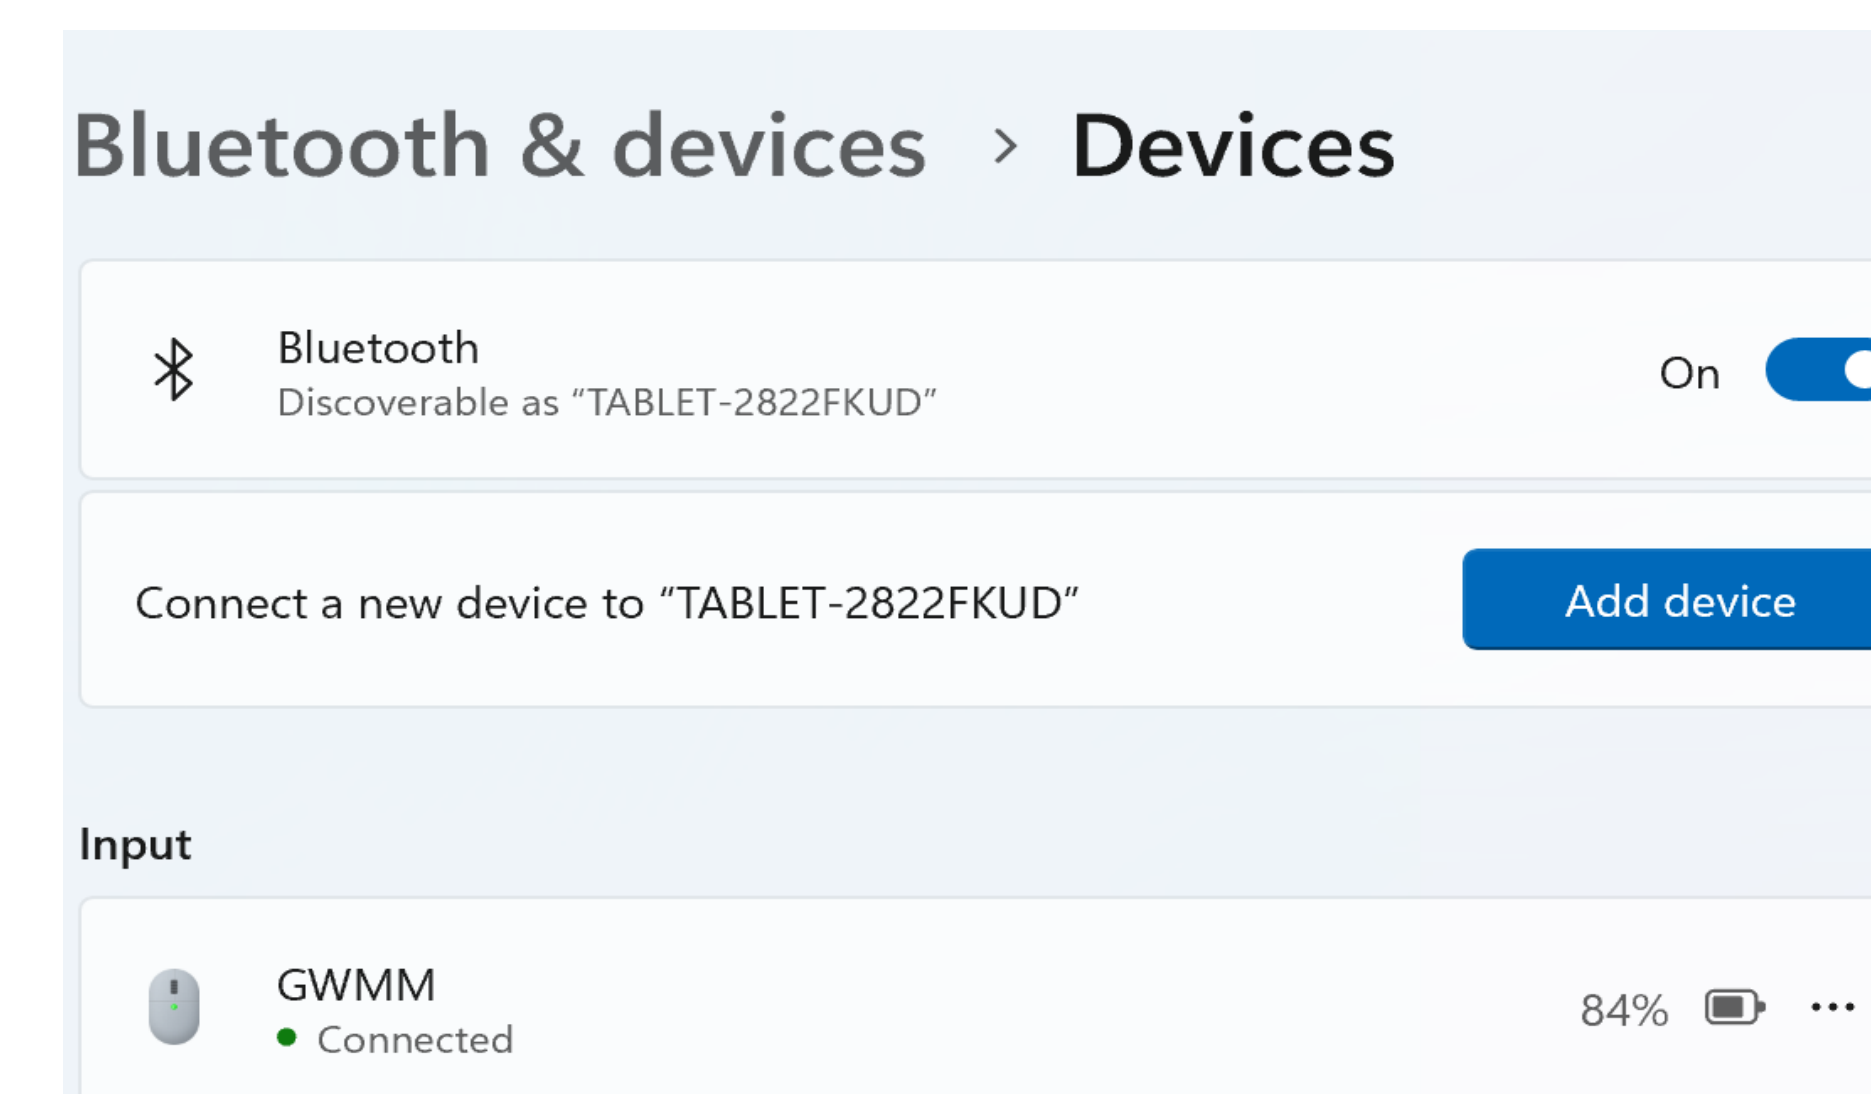 Bluetooth & devices > Devices
Bluetooth
Discoverable as “TABLET-2822FKUD”
On
Connect a new device to “TABLET-2822FKUD”
Add device
Input
GWMM
Connected
84%